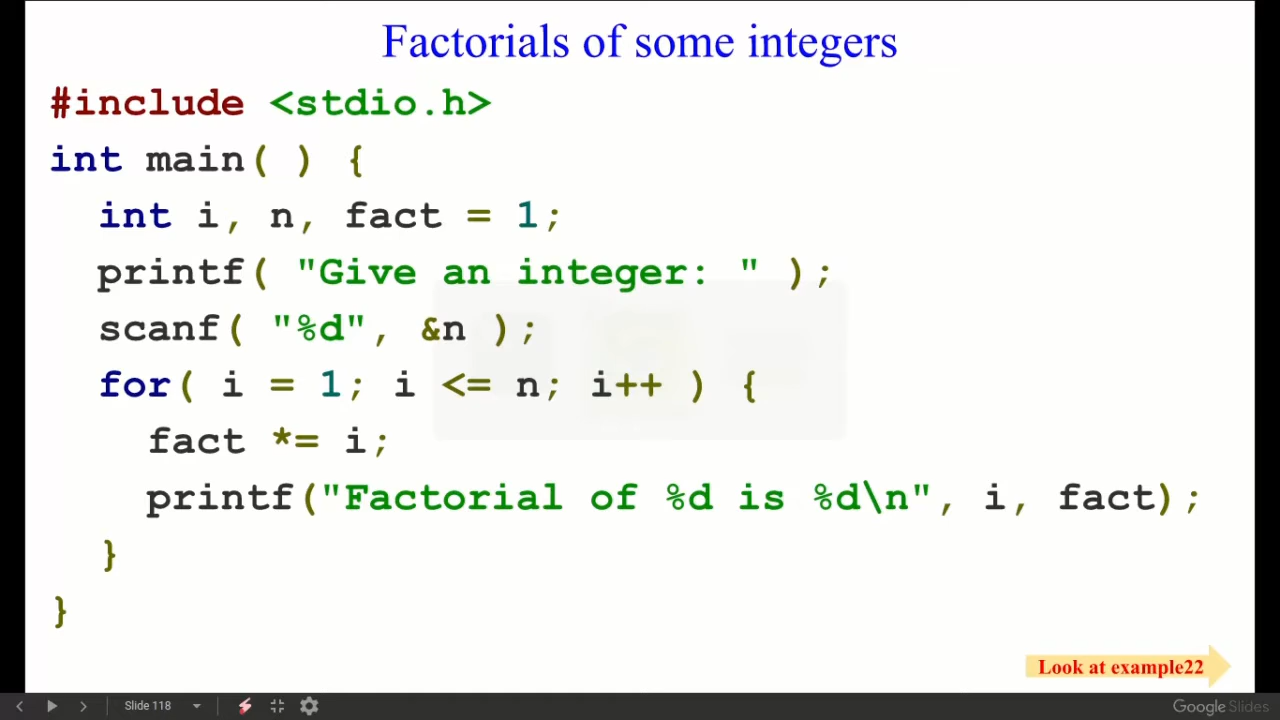 Factorials of some integers
#include <stdio.h>
int main( ) {
int i, n, fact = 1;
printf( "Give an integer: " );
scanf( "%d", &n );
for( i = 1; i <= n; i++ ) {
fact *= i;
printf("Factorial of %d is %d\n", i, fact);
}
}
Look at example22
Slide 118
Google Slides